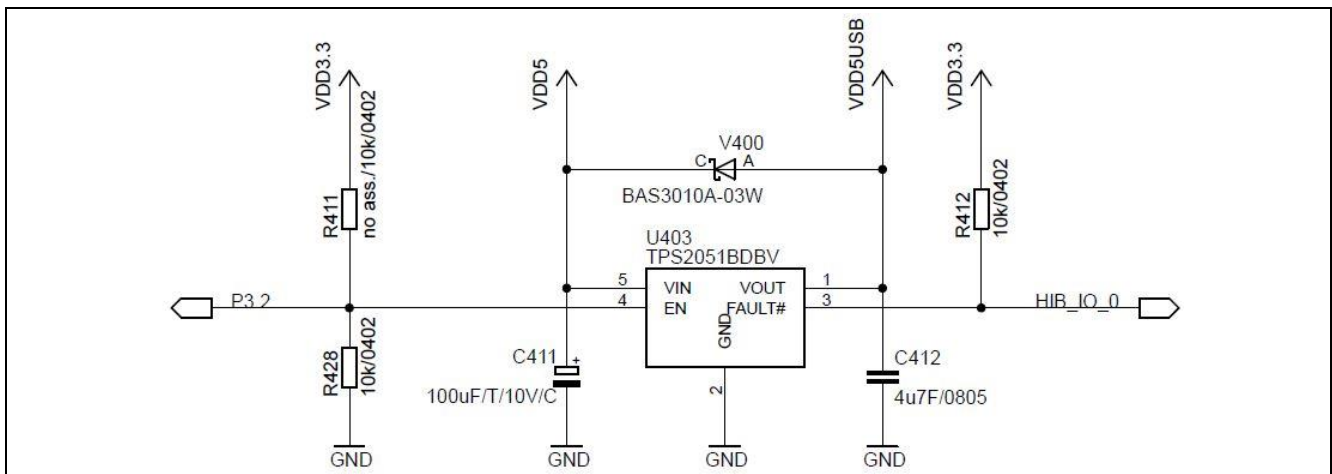 VDD3.3
VDD5
VDD5USB
VDD3.3
V400
C A
BAS3010A-03W
R411
no ass./10k/0402
R412
10k/0402
U403
TPS2051BDBV
5 VIN VOUT 1
4 EN FAULT# 3
GND
2
P3.2
HIB_IO_0
R428
10k/0402
C411
+
100uF/T/10V/C
C412
4u7F/0805
GND
GND
GND
GND